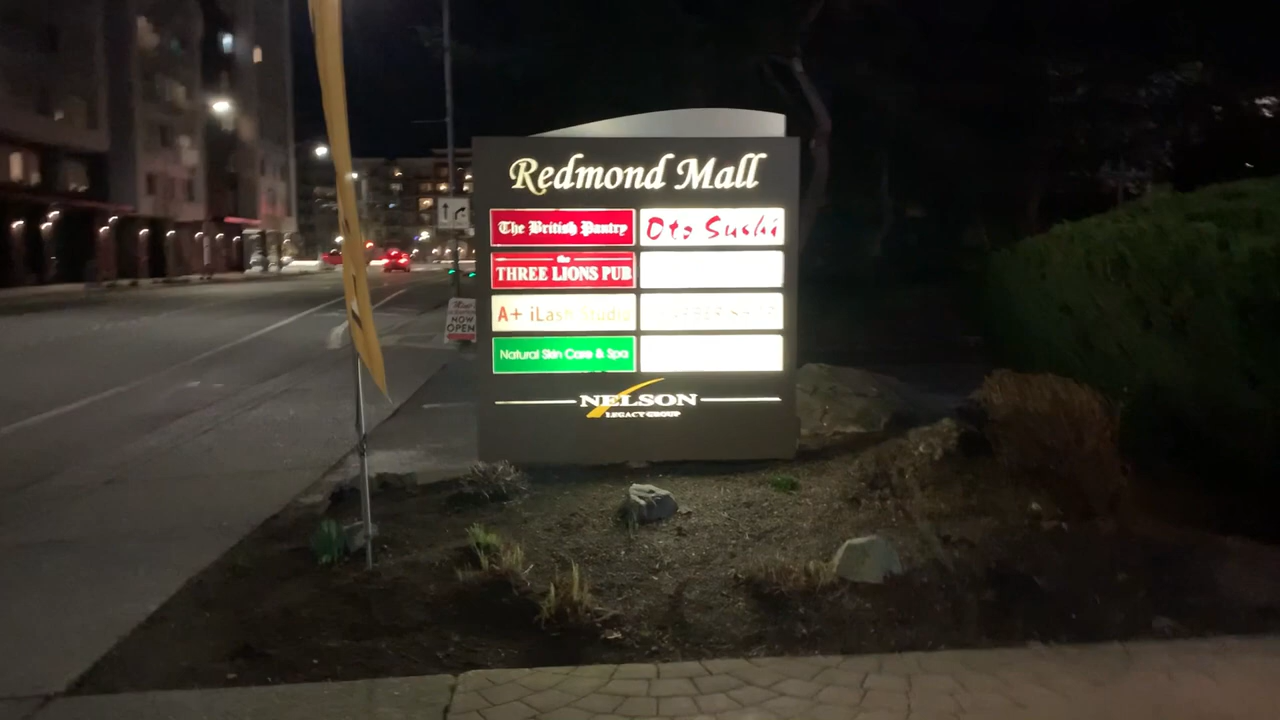 Redmond Mall
The British Pantry
Oto Sushi
the
THREE LIONS PUB
A+ iLash Studio
Natural Skin Care & Spa
NELSON
LEGACY GROUP
NOW
OPEN